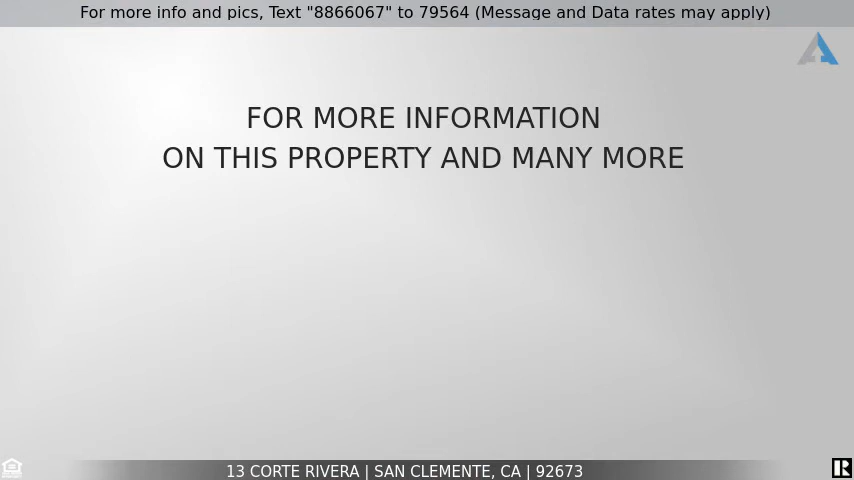 For more info and pics, Text "8866067" to 79564 (Message and Data rates may apply)
FOR MORE INFORMATION
ON THIS PROPERTY AND MANY MORE
13 CORTE RIVERA | SAN CLEMENTE, CA | 92673